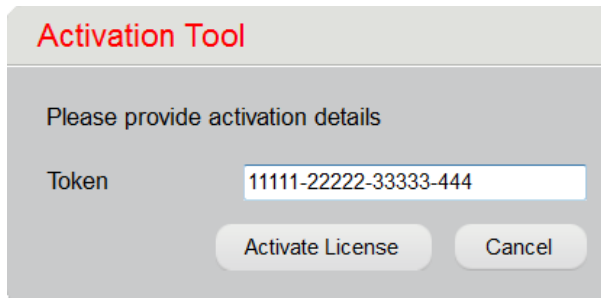 Activation Tool
Please provide activation details
Token 11111-22222-33333-444
Activate License Cancel